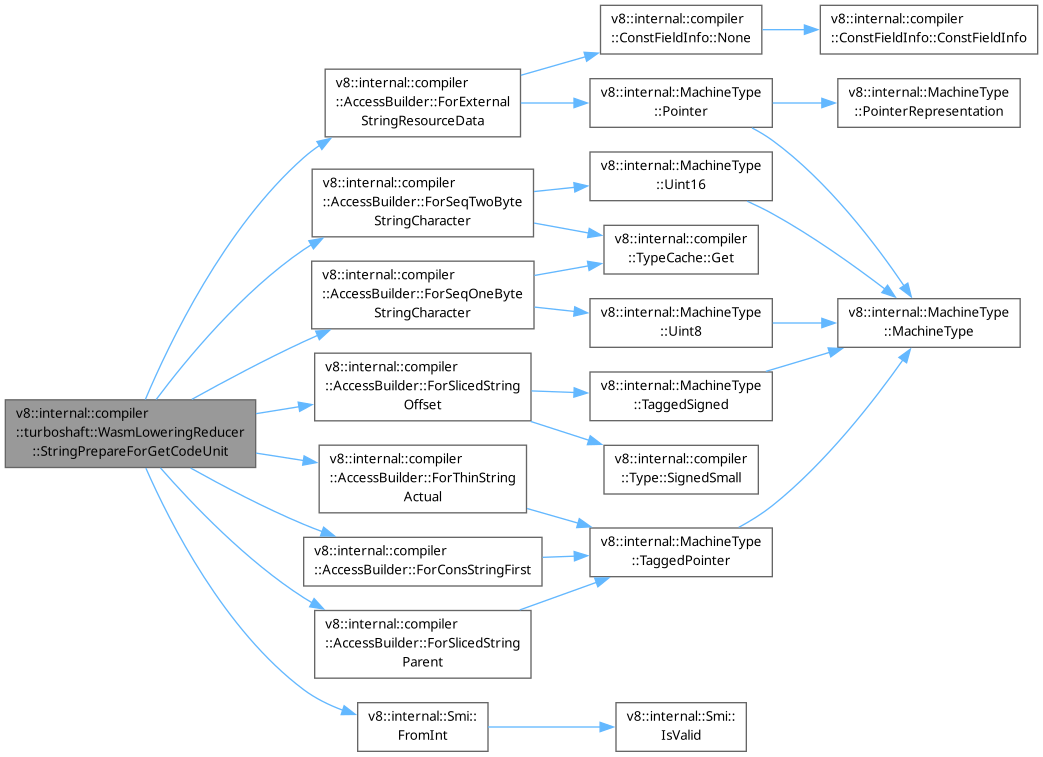 v8::internal::compiler
::turboshaft::WasmLoweringReducer
::StringPrepareForGetCodeUnit
v8::internal::compiler
::AccessBuilder::ForExternal
StringResourceData
v8::internal::compiler
::ConstFieldInfo::None
v8::internal::compiler
::ConstFieldInfo::ConstFieldInfo
v8::internal::MachineType
::Pointer
v8::internal::MachineType
::PointerRepresentation
v8::internal::compiler
::AccessBuilder::ForSeqTwoByte
StringCharacter
v8::internal::MachineType
::Uint16
v8::internal::compiler
::TypeCache::Get
v8::internal::compiler
::AccessBuilder::ForSeqOneByte
StringCharacter
v8::internal::MachineType
::Uint8
v8::internal::MachineType
::MachineType
v8::internal::compiler
::AccessBuilder::ForSlicedString
Offset
v8::internal::MachineType
::TaggedSigned
v8::internal::compiler
::Type::SignedSmall
v8::internal::compiler
::AccessBuilder::ForThinString
Actual
v8::internal::MachineType
::TaggedPointer
v8::internal::compiler
::AccessBuilder::ForConsStringFirst
v8::internal::compiler
::AccessBuilder::ForSlicedString
Parent
v8::internal::Smi::
FromInt
v8::internal::Smi::
IsValid